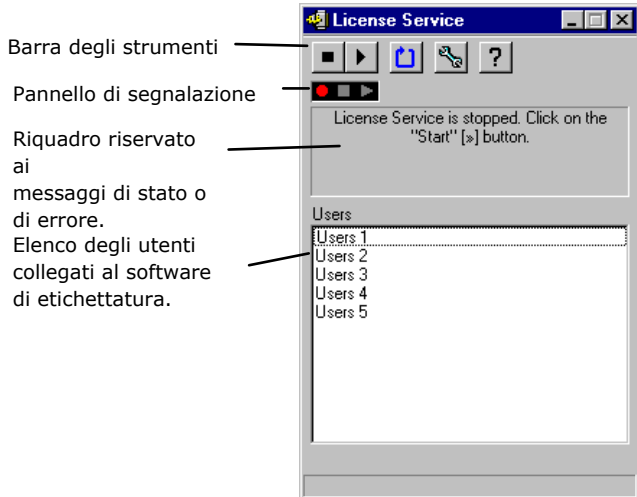 License Service
Barra degli strumenti
?
Pannello di segnalazione
License Service is stopped. Click on the
"Start" [»] button.
Riquadro riservato
ai
messaggi di stato o
di errore.
Users
Elenco degli utenti
collegati al software
di etichettatura.
Users 1
Users 2
Users 3
Users 4
Users 5